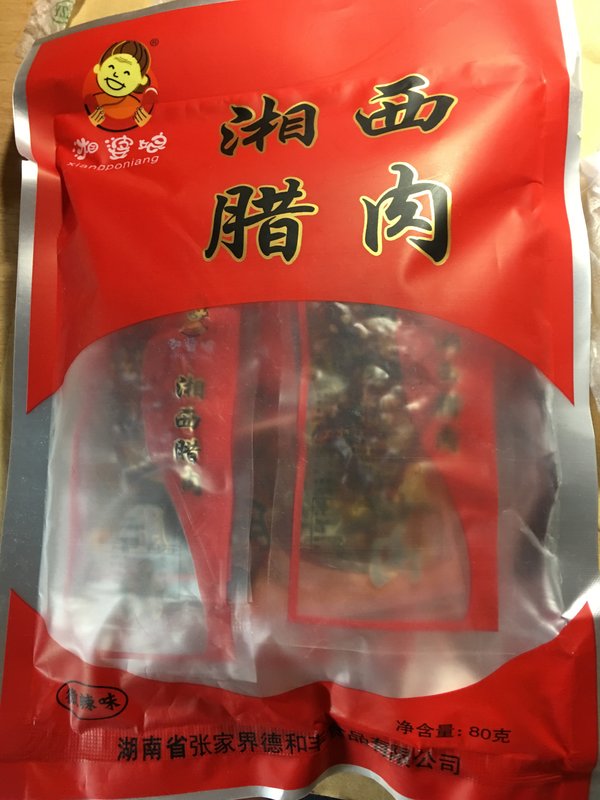 ®
湘婆娘
xiangponiang
湘西
腊肉
湘西腊肉
辣味
净含量: 80克
湖南省张家界德和 食品有限公司